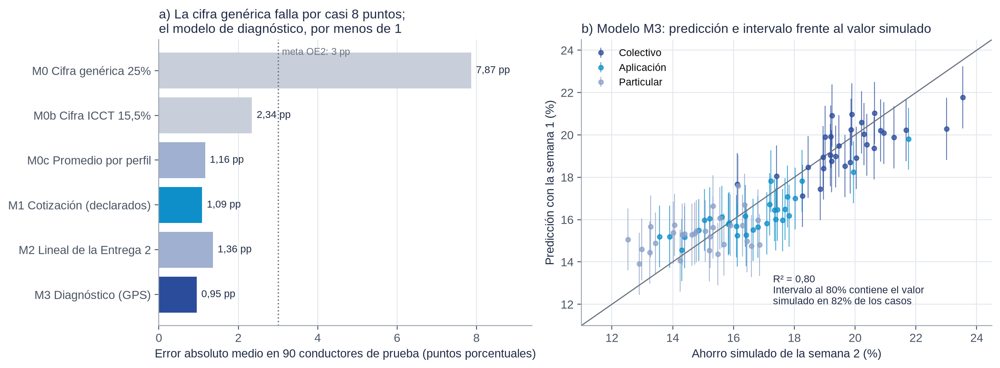 a) La cifra genérica falla por casi 8 puntos;
el modelo de diagnóstico, por menos de 1
meta OE2: 3 pp
M0 Cifra genérica 25%
7,87 pp
M0b Cifra ICCT 15,5%
2,34 pp
M0c Promedio por perfil
1,16 pp
M1 Cotización (declarados)
1,09 pp
M2 Lineal de la Entrega 2
1,36 pp
M3 Diagnóstico (GPS)
0,95 pp
0 2 4 6 8
Error absoluto medio en 90 conductores de prueba (puntos porcentuales)
b) Modelo M3: predicción e intervalo frente al valor simulado
Colectivo
Aplicación
Particular
24
22
20
18
16
14
12
Predicción con la semana 1 (%)
R² = 0,80
Intervalo al 80% contiene el valor
simulado en 82% de los casos
12 14 16 18 20 22 24
Ahorro simulado de la semana 2 (%)